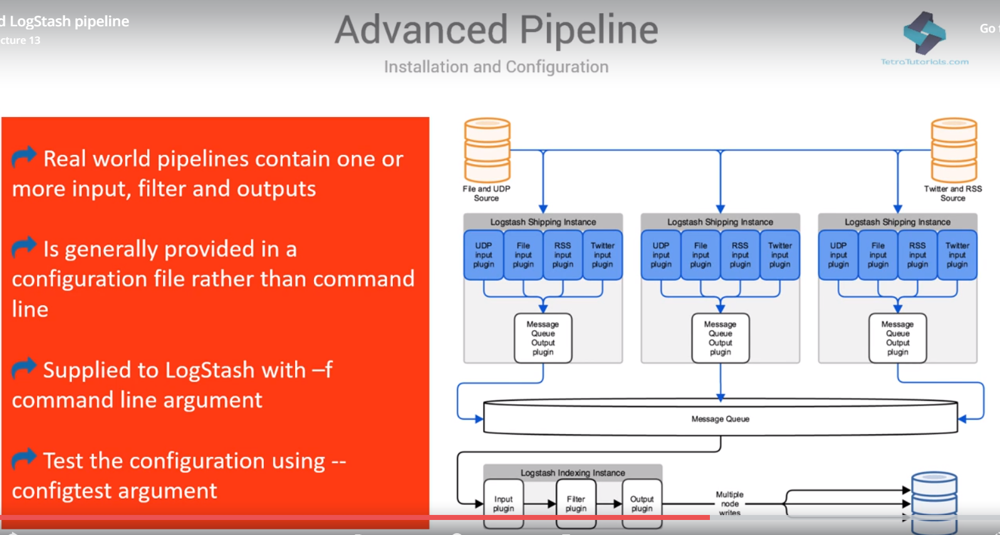 d LogStash pipeline
cture 13
Advanced Pipeline
Installation and Configuration
TetraTutorials.com
Go
Real world pipelines contain one or
more input, filter and outputs
Is generally provided in a
configuration file rather than command
line
Supplied to LogStash with –f
command line argument
Test the configuration using --
configtest argument
File and UDP
Source
Twitter and RSS
Source
Logstash Shipping Instance
UDP
input
plugin
File
input
plugin
RSS
input
plugin
Twitter
input
plugin
Message
Queue
Output
plugin
Logstash Shipping Instance
UDP
input
plugin
File
input
plugin
RSS
input
plugin
Twitter
input
plugin
Message
Queue
Output
plugin
Logstash Shipping Instance
UDP
input
plugin
File
input
plugin
RSS
input
plugin
Twitter
input
plugin
Message
Queue
Output
plugin
Message Queue
Logstash Indexing Instance
Input
plugin
Filter
plugin
Output
plugin
Multiple
node
writes